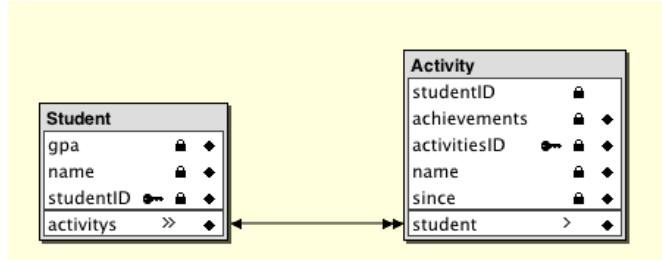 Student
gpa
name
studentID
activitys
Activity
studentID
achievements
activitiesID
name
since
student